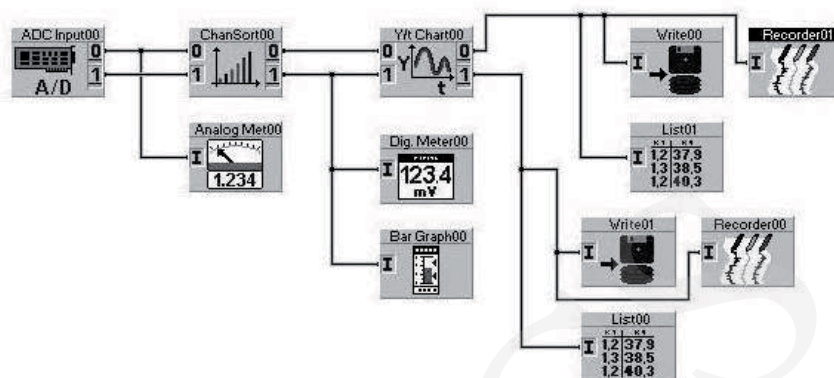 ADC Input00
0
1
A/D
ChanSort00
0 0
1 1
Y/t Chart00
0 Y 0
1 t 1
Write00
I
Recorder01
I
Analog Met00
I
1.234
Dig. Meter00
I
123.4
mV
List01
I
1,2 37,9
1,3 38,5
1,2 40,3
Bar Graph00
I
Write01
I
Recorder00
I
List00
I
1,2 37,9
1,3 38,5
1,2 40,3